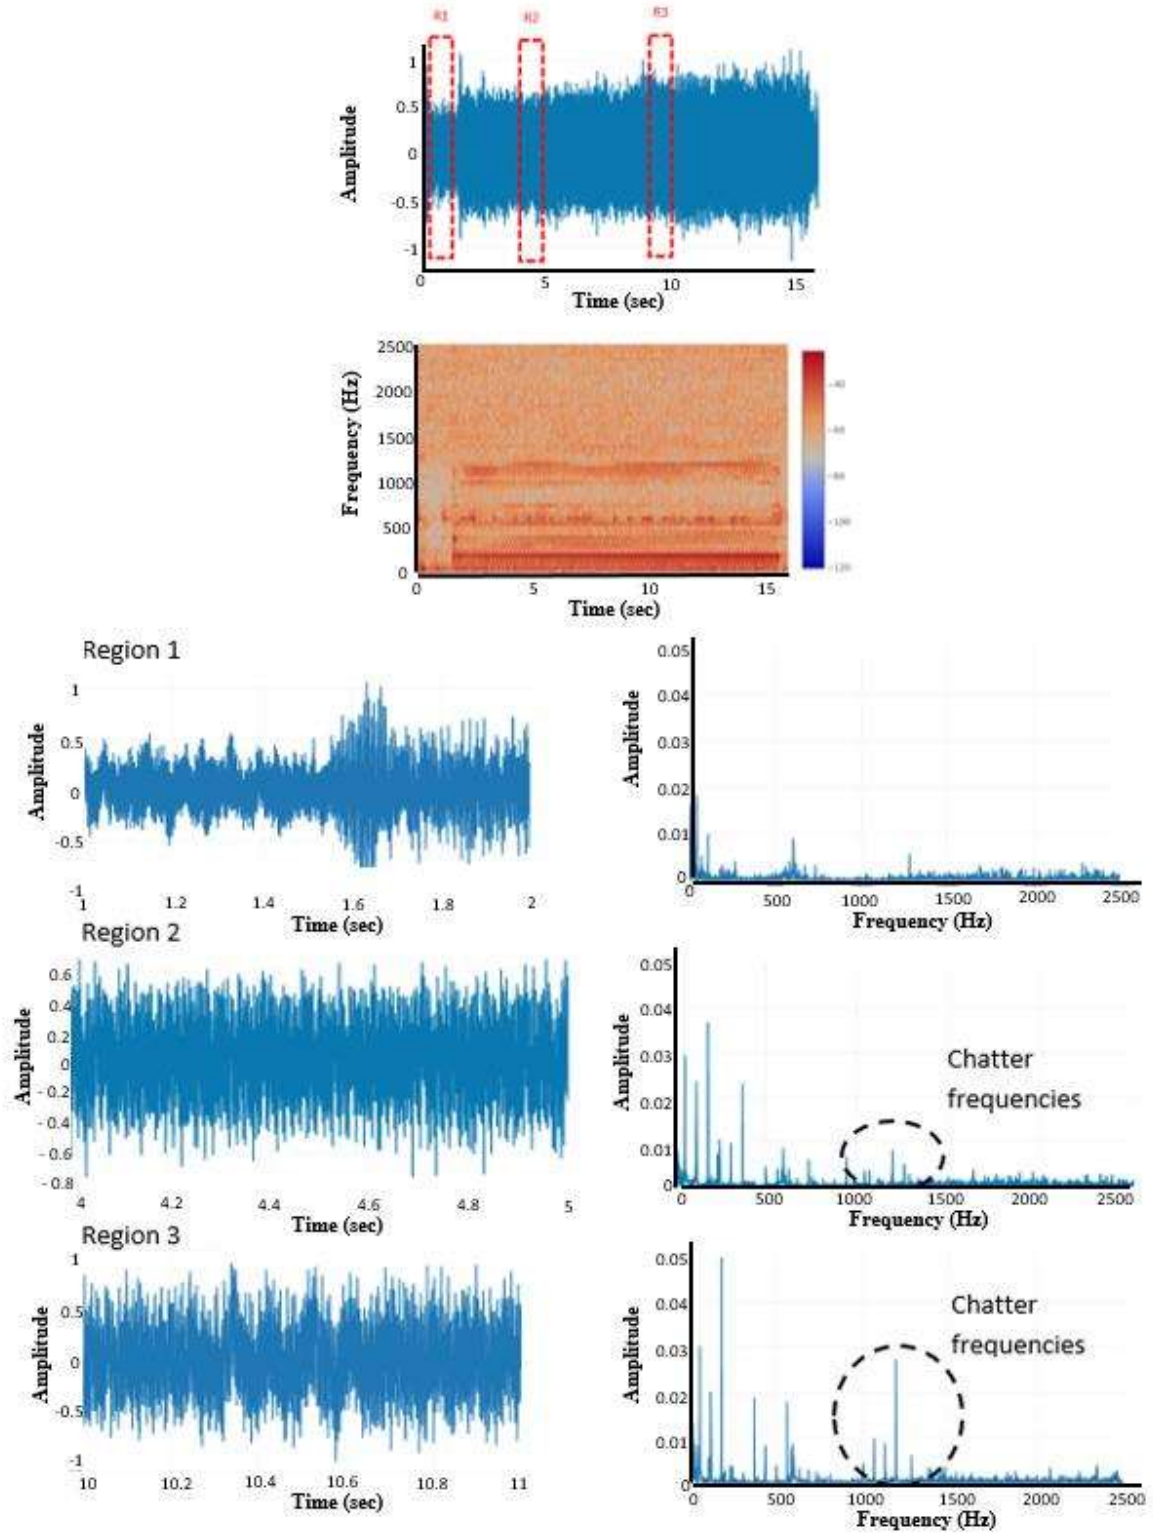 R1 R2 R3
1
0.5
0
-0.5
-1
Amplitude
0 5 10 15
Time (sec)
2500
2000
1500
1000
500
0
Frequency (Hz)
-40
-60
-80
-100
-120
0 5 10 15
Time (sec)
Region 1
1
0.5
0
-0.5
-1
Amplitude
1 1.2 1.4 1.6 1.8 2
Time (sec)
0.05
0.04
0.03
0.02
0.01
0
Amplitude
500 1000 1500 2000 2500
Frequency (Hz)
Region 2
0.6
0.4
0.2
0
-0.2
-0.4
-0.6
-0.8
Amplitude
4 4.2 4.4 4.6 4.8 5
Time (sec)
0.05
0.04
0.03
0.02
0.01
0
Amplitude
Chatter
frequencies
0 500 1000 1500 2000 2500
Frequency (Hz)
Region 3
1
0.5
0
-0.5
-1
Amplitude
10 10.2 10.4 10.6 10.8 11
Time (sec)
0.05
0.04
0.03
0.02
0.01
0
Amplitude
Chatter
frequencies
0 500 1000 1500 2000 2500
Frequency (Hz)